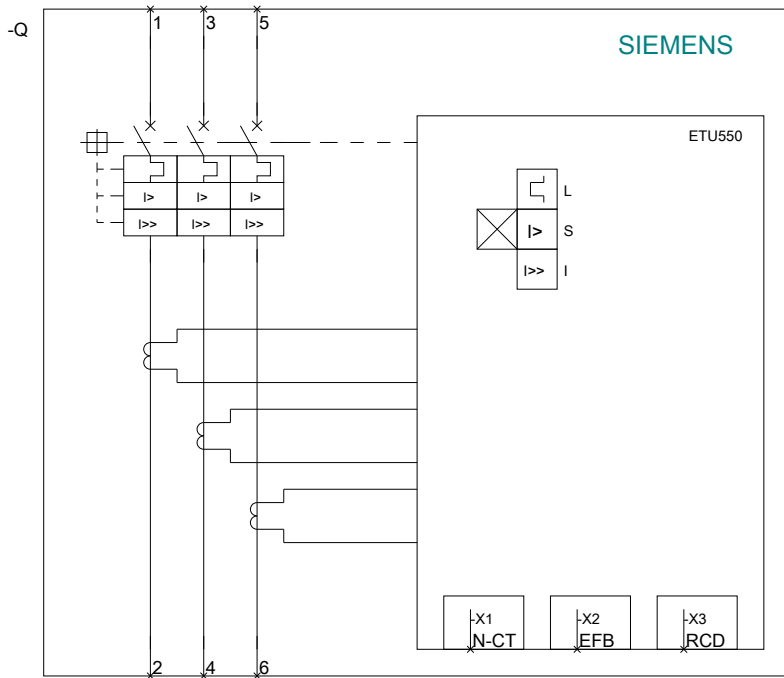 -Q
1 3 5
SIEMENS
ETU550
L
I> I> I> I> S
I>> I>> I>> I>> I
-X1 -X2 -X3
N-CT EFB RCD
2 4 6